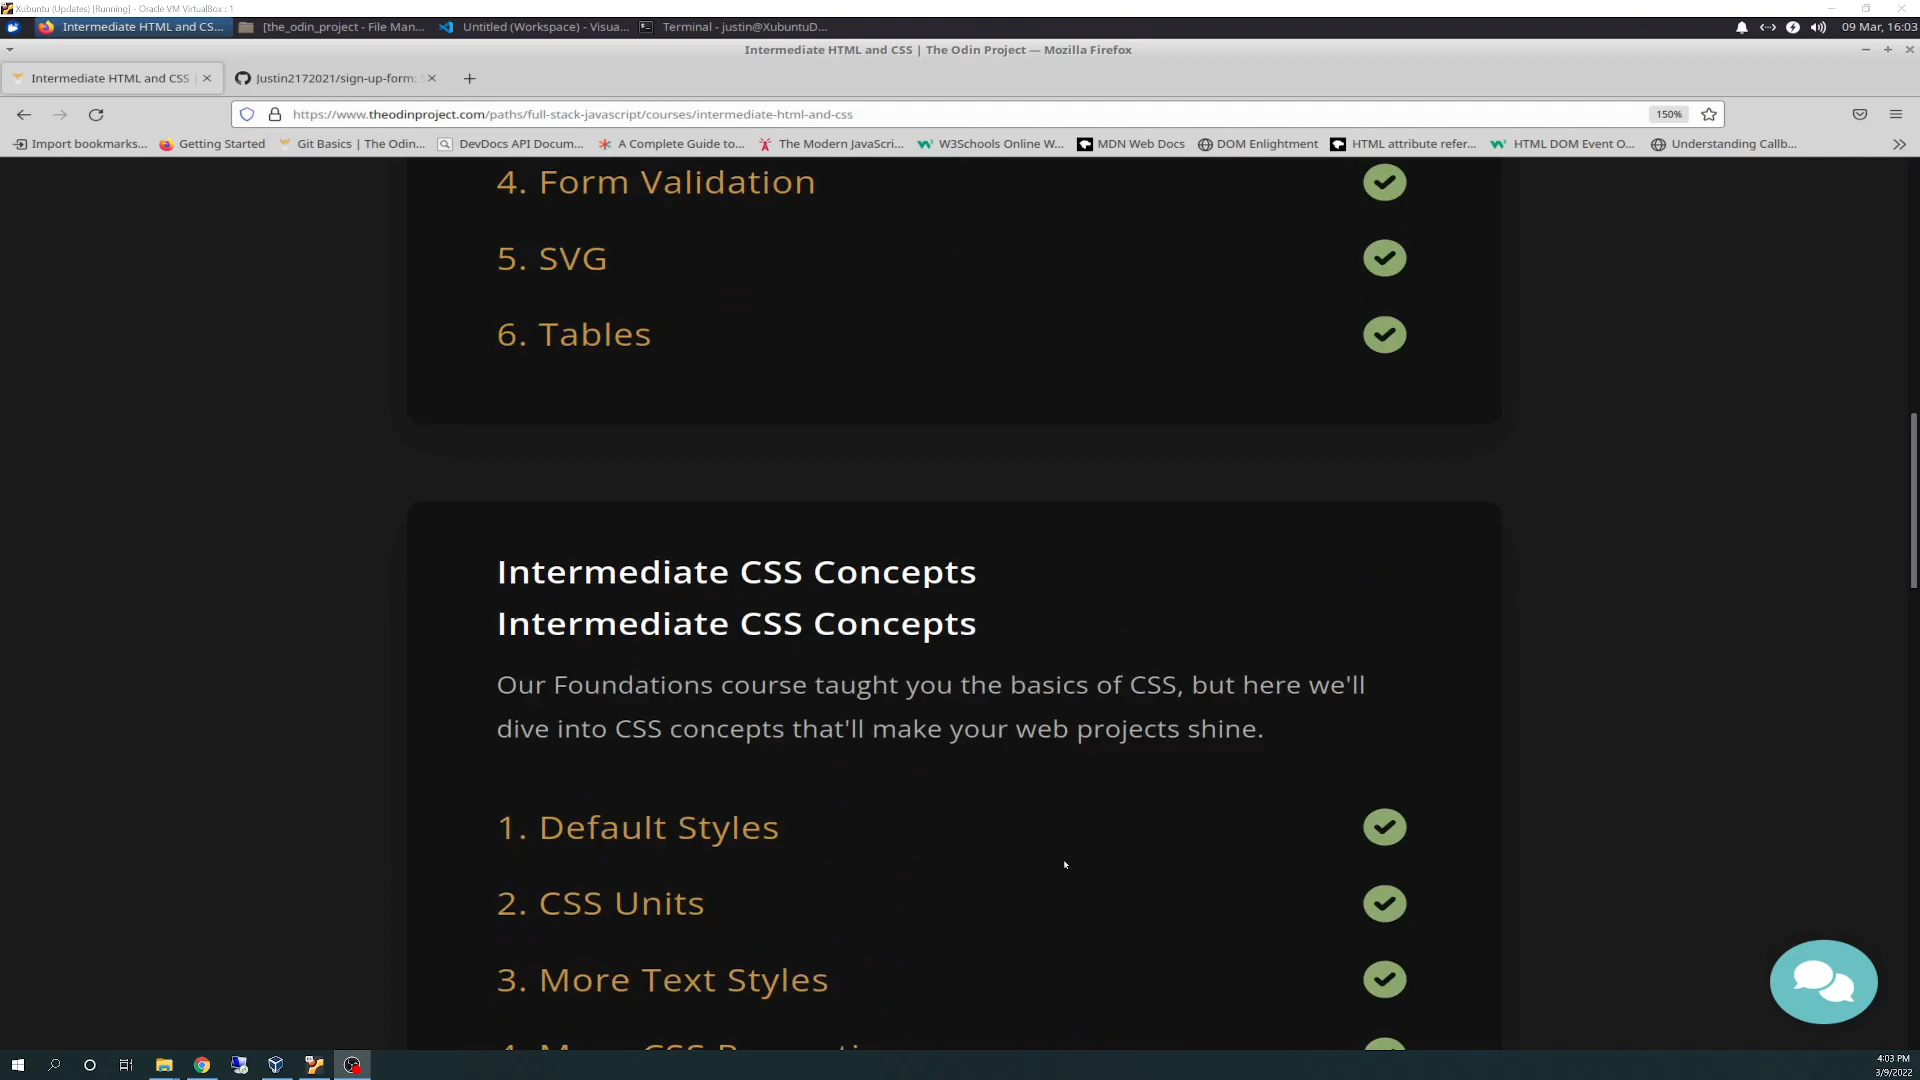 Xubuntu (Updates) [Running] - Oracle VM VirtualBox : 1
Intermediate HTML and CS...
[the_odin_project - File Man...
Untitled (Workspace) - Visua...
Terminal - justin@XubuntuD...
09 Mar, 16:03
Intermediate HTML and CSS | The Odin Project — Mozilla Firefox
Intermediate HTML and CSS
Justin2172021/sign-up-form:
https://www.theodinproject.com/paths/full-stack-javascript/courses/intermediate-html-and-css
150%
Import bookmarks...
Getting Started
Git Basics | The Odin...
DevDocs API Docum...
A Complete Guide to...
The Modern JavaScri...
W3Schools Online W...
MDN Web Docs
DOM Enlightment
HTML attribute refer...
HTML DOM Event O...
Understanding Callb...
4. Form Validation
5. SVG
6. Tables
Intermediate CSS Concepts
Intermediate CSS Concepts
Our Foundations course taught you the basics of CSS, but here we'll
dive into CSS concepts that'll make your web projects shine.
1. Default Styles
2. CSS Units
3. More Text Styles
4:03 PM
3/9/2022